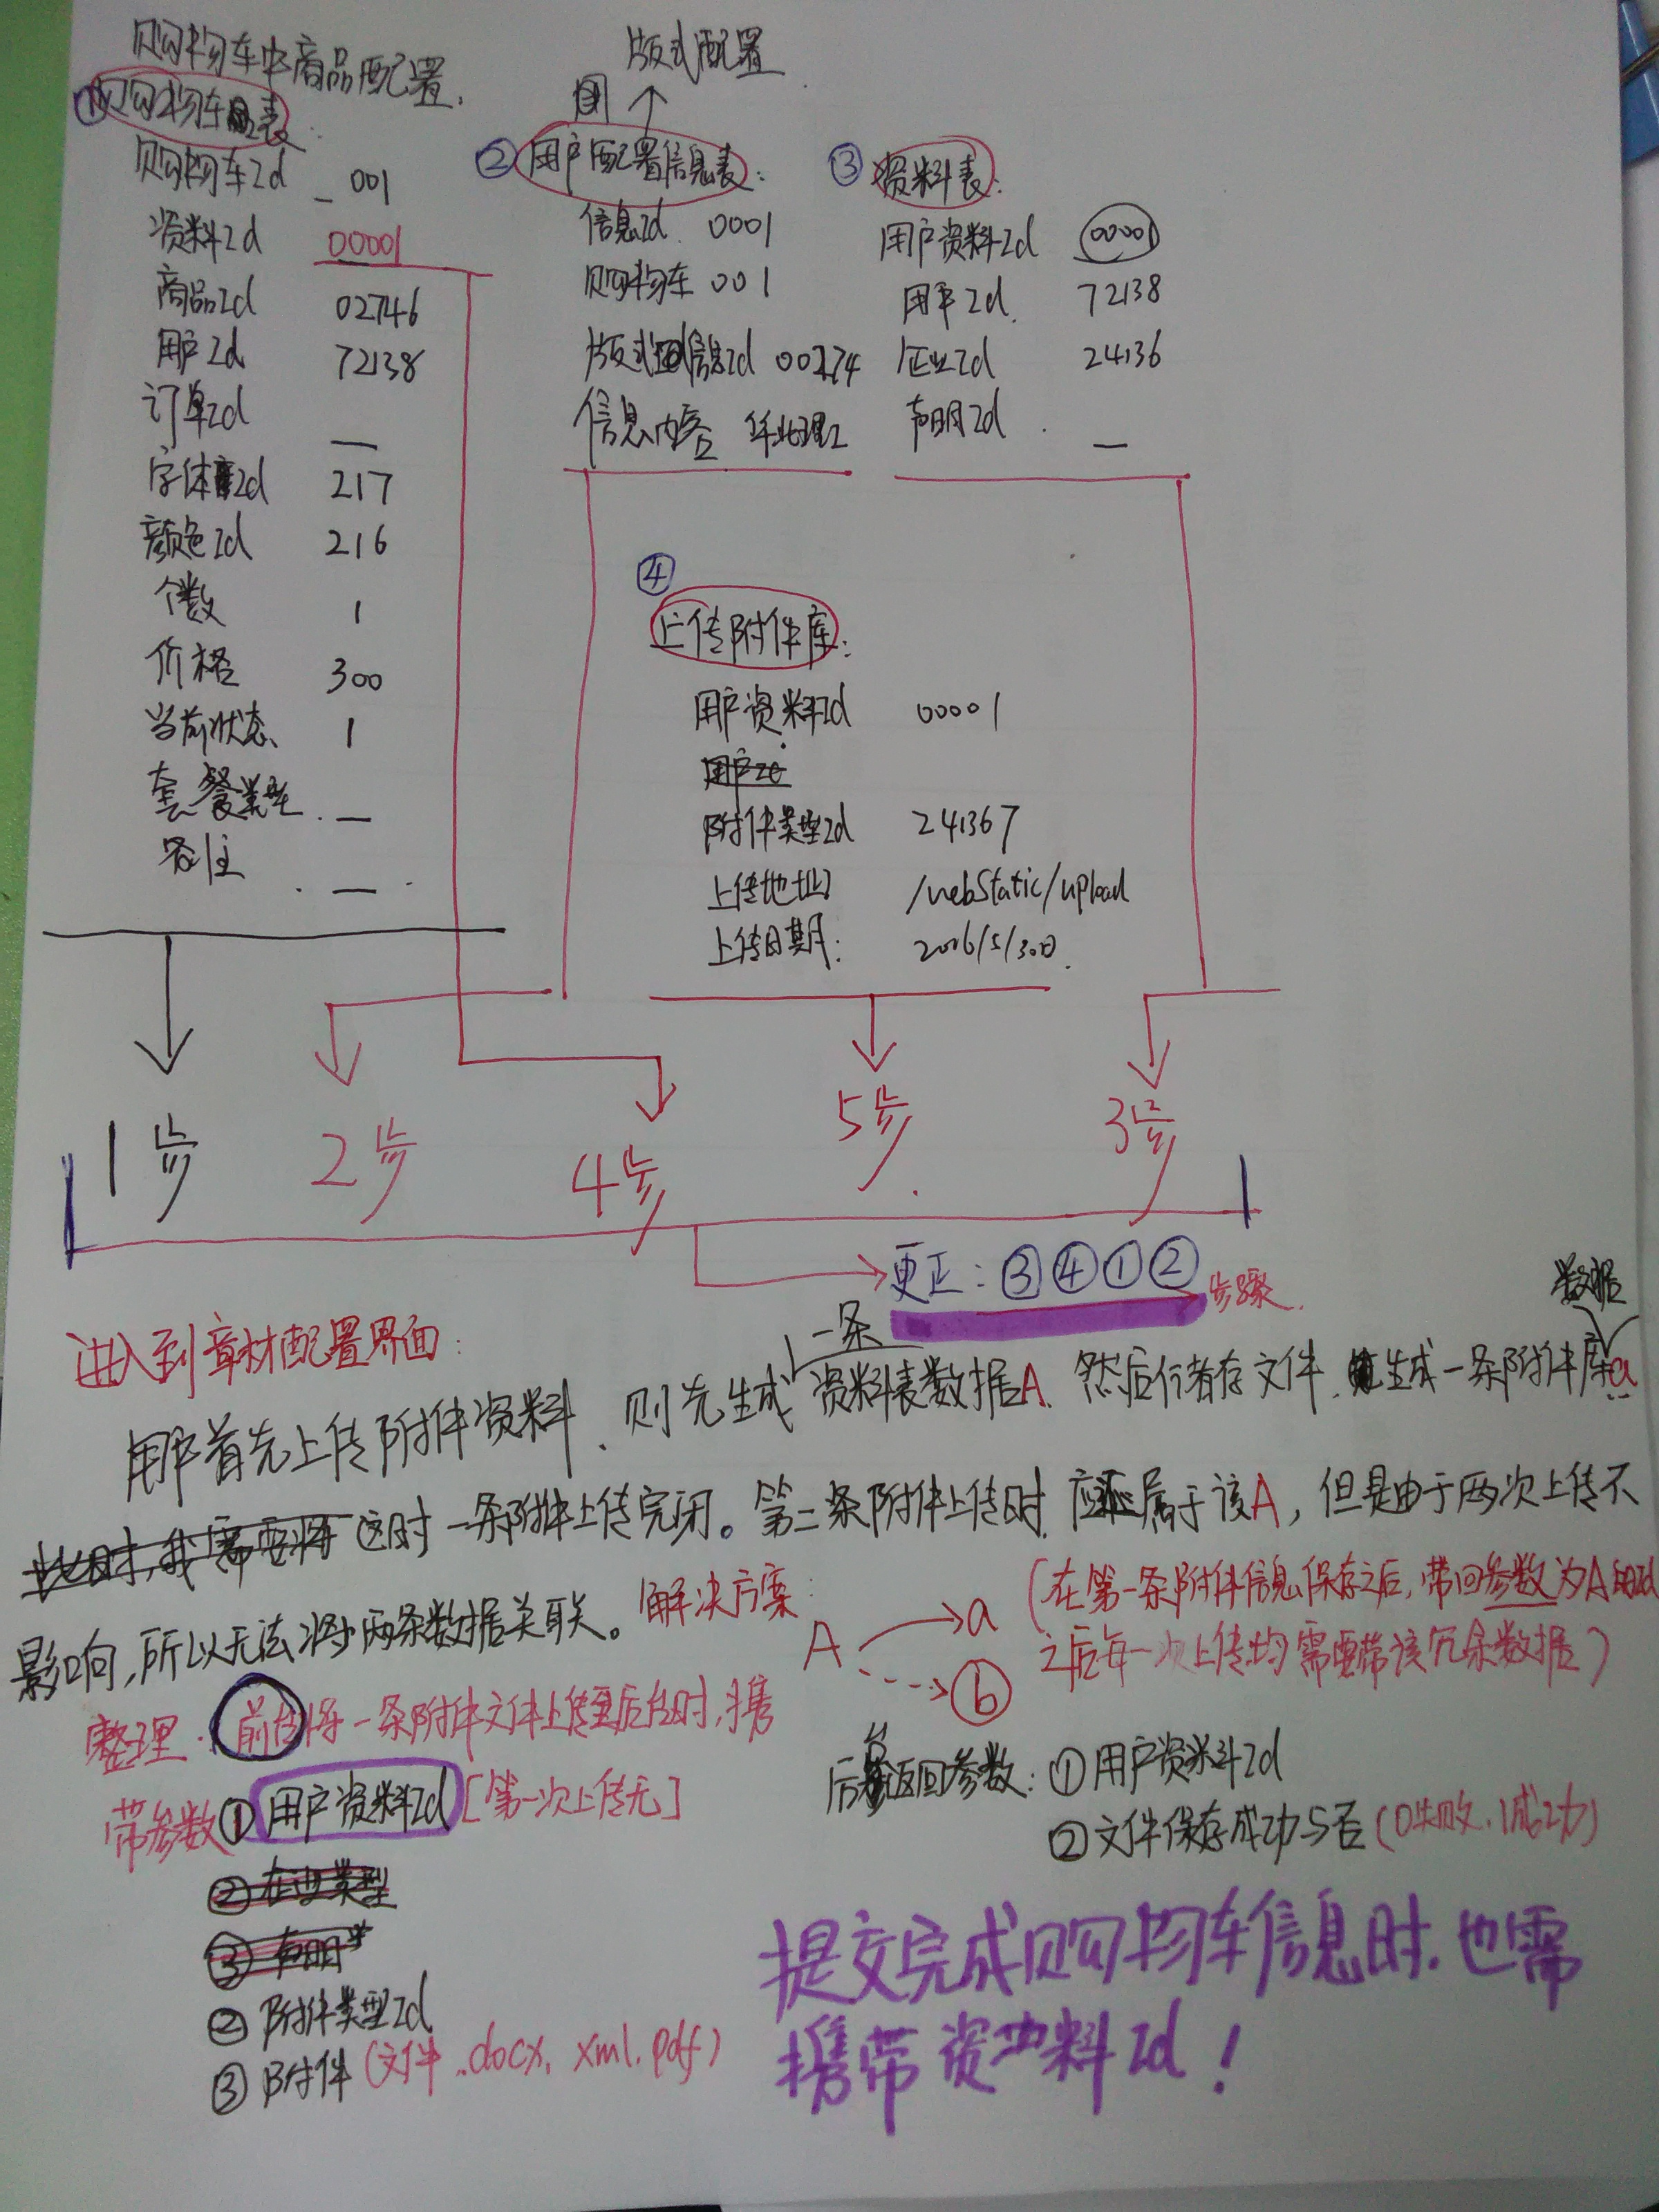 购物车中商品配置.
①购物车表:
购物车Id 001
资料Id 00001
商品Id 02746
用户Id 72138
订单Id —
字体Id 217
颜色Id 216
个数 1
价格 300
当前状态 1
套餐类型 —
备注 —
版式配置
②用户配置信息表:
信息Id 0001
购物车 001
版式信息Id 00274
信息内容
③资料表:
用户资料Id 00001
用户Id 72138
企业Id 24136
声明Id —
④
上传附件库:
用户资料Id 00001
附件类型Id 241367
上传地址 /webStatic/upload
上传日期: 2016/5/30日.
1步
2步
4步
5步
3步
更正: ③④①② 步骤.
进入到章材配置界面:
用户首先上传附件资料、则先生成一条资料表数据A. 然后保存文件.生成一条附件库数据a
这时一条附件上传完闭。第二条附件上传时.应属于该A,但是由于两次上传不
影响,所以无法将两条数据关联。解决方案:
A a b
(在第一条附件信息保存之后,带回参数为A的Id
之后每一次上传均需要带该冗余数据)
整理:前台将一条附件文件上传到后台时,携
带参数①用户资料Id [第一次上传无]
②附件类型Id
③附件(文件.docx, xml. pdf)
后台返回参数: ①用户资料Id
②文件保存成功与否(0失败.1成功)
提交完成购物车信息时.也需
携带资料Id!